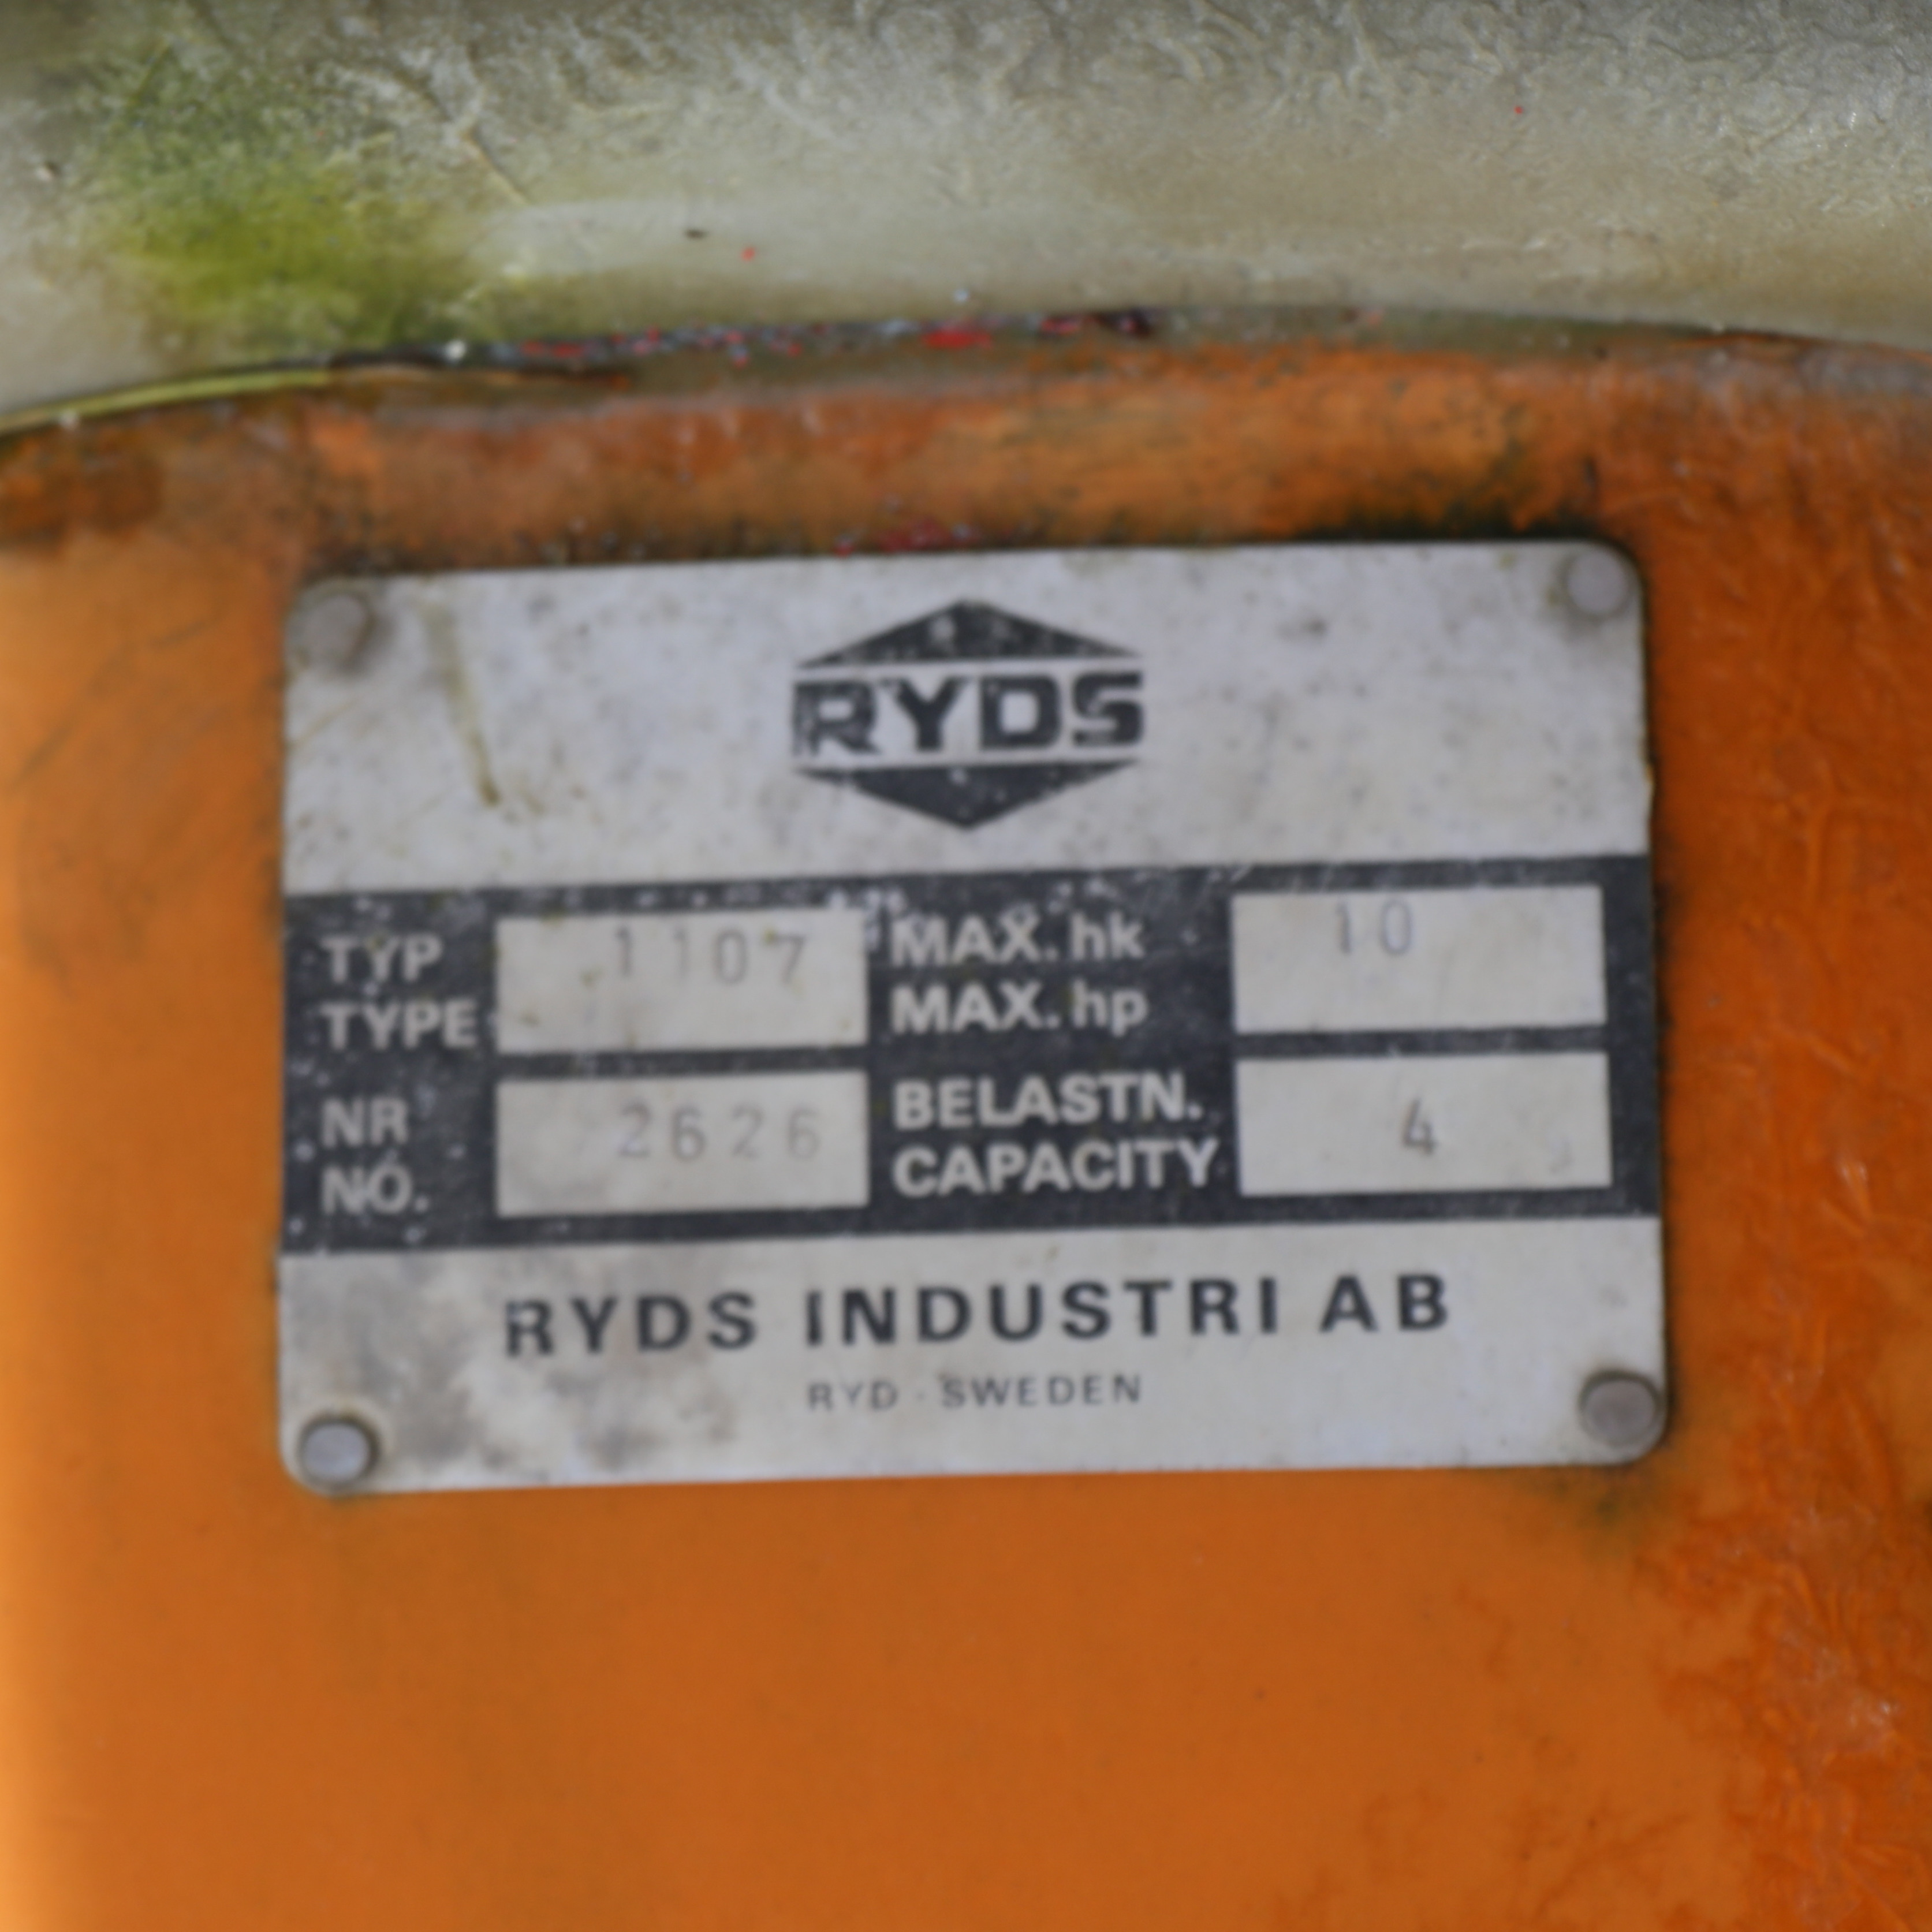 RYDS
TYP
TYPE
1107
MAX. hk
MAX. hp
10
NR
NO.
2626
BELASTN.
CAPACITY
4
RYDS INDUSTRI AB
RYD · SWEDEN